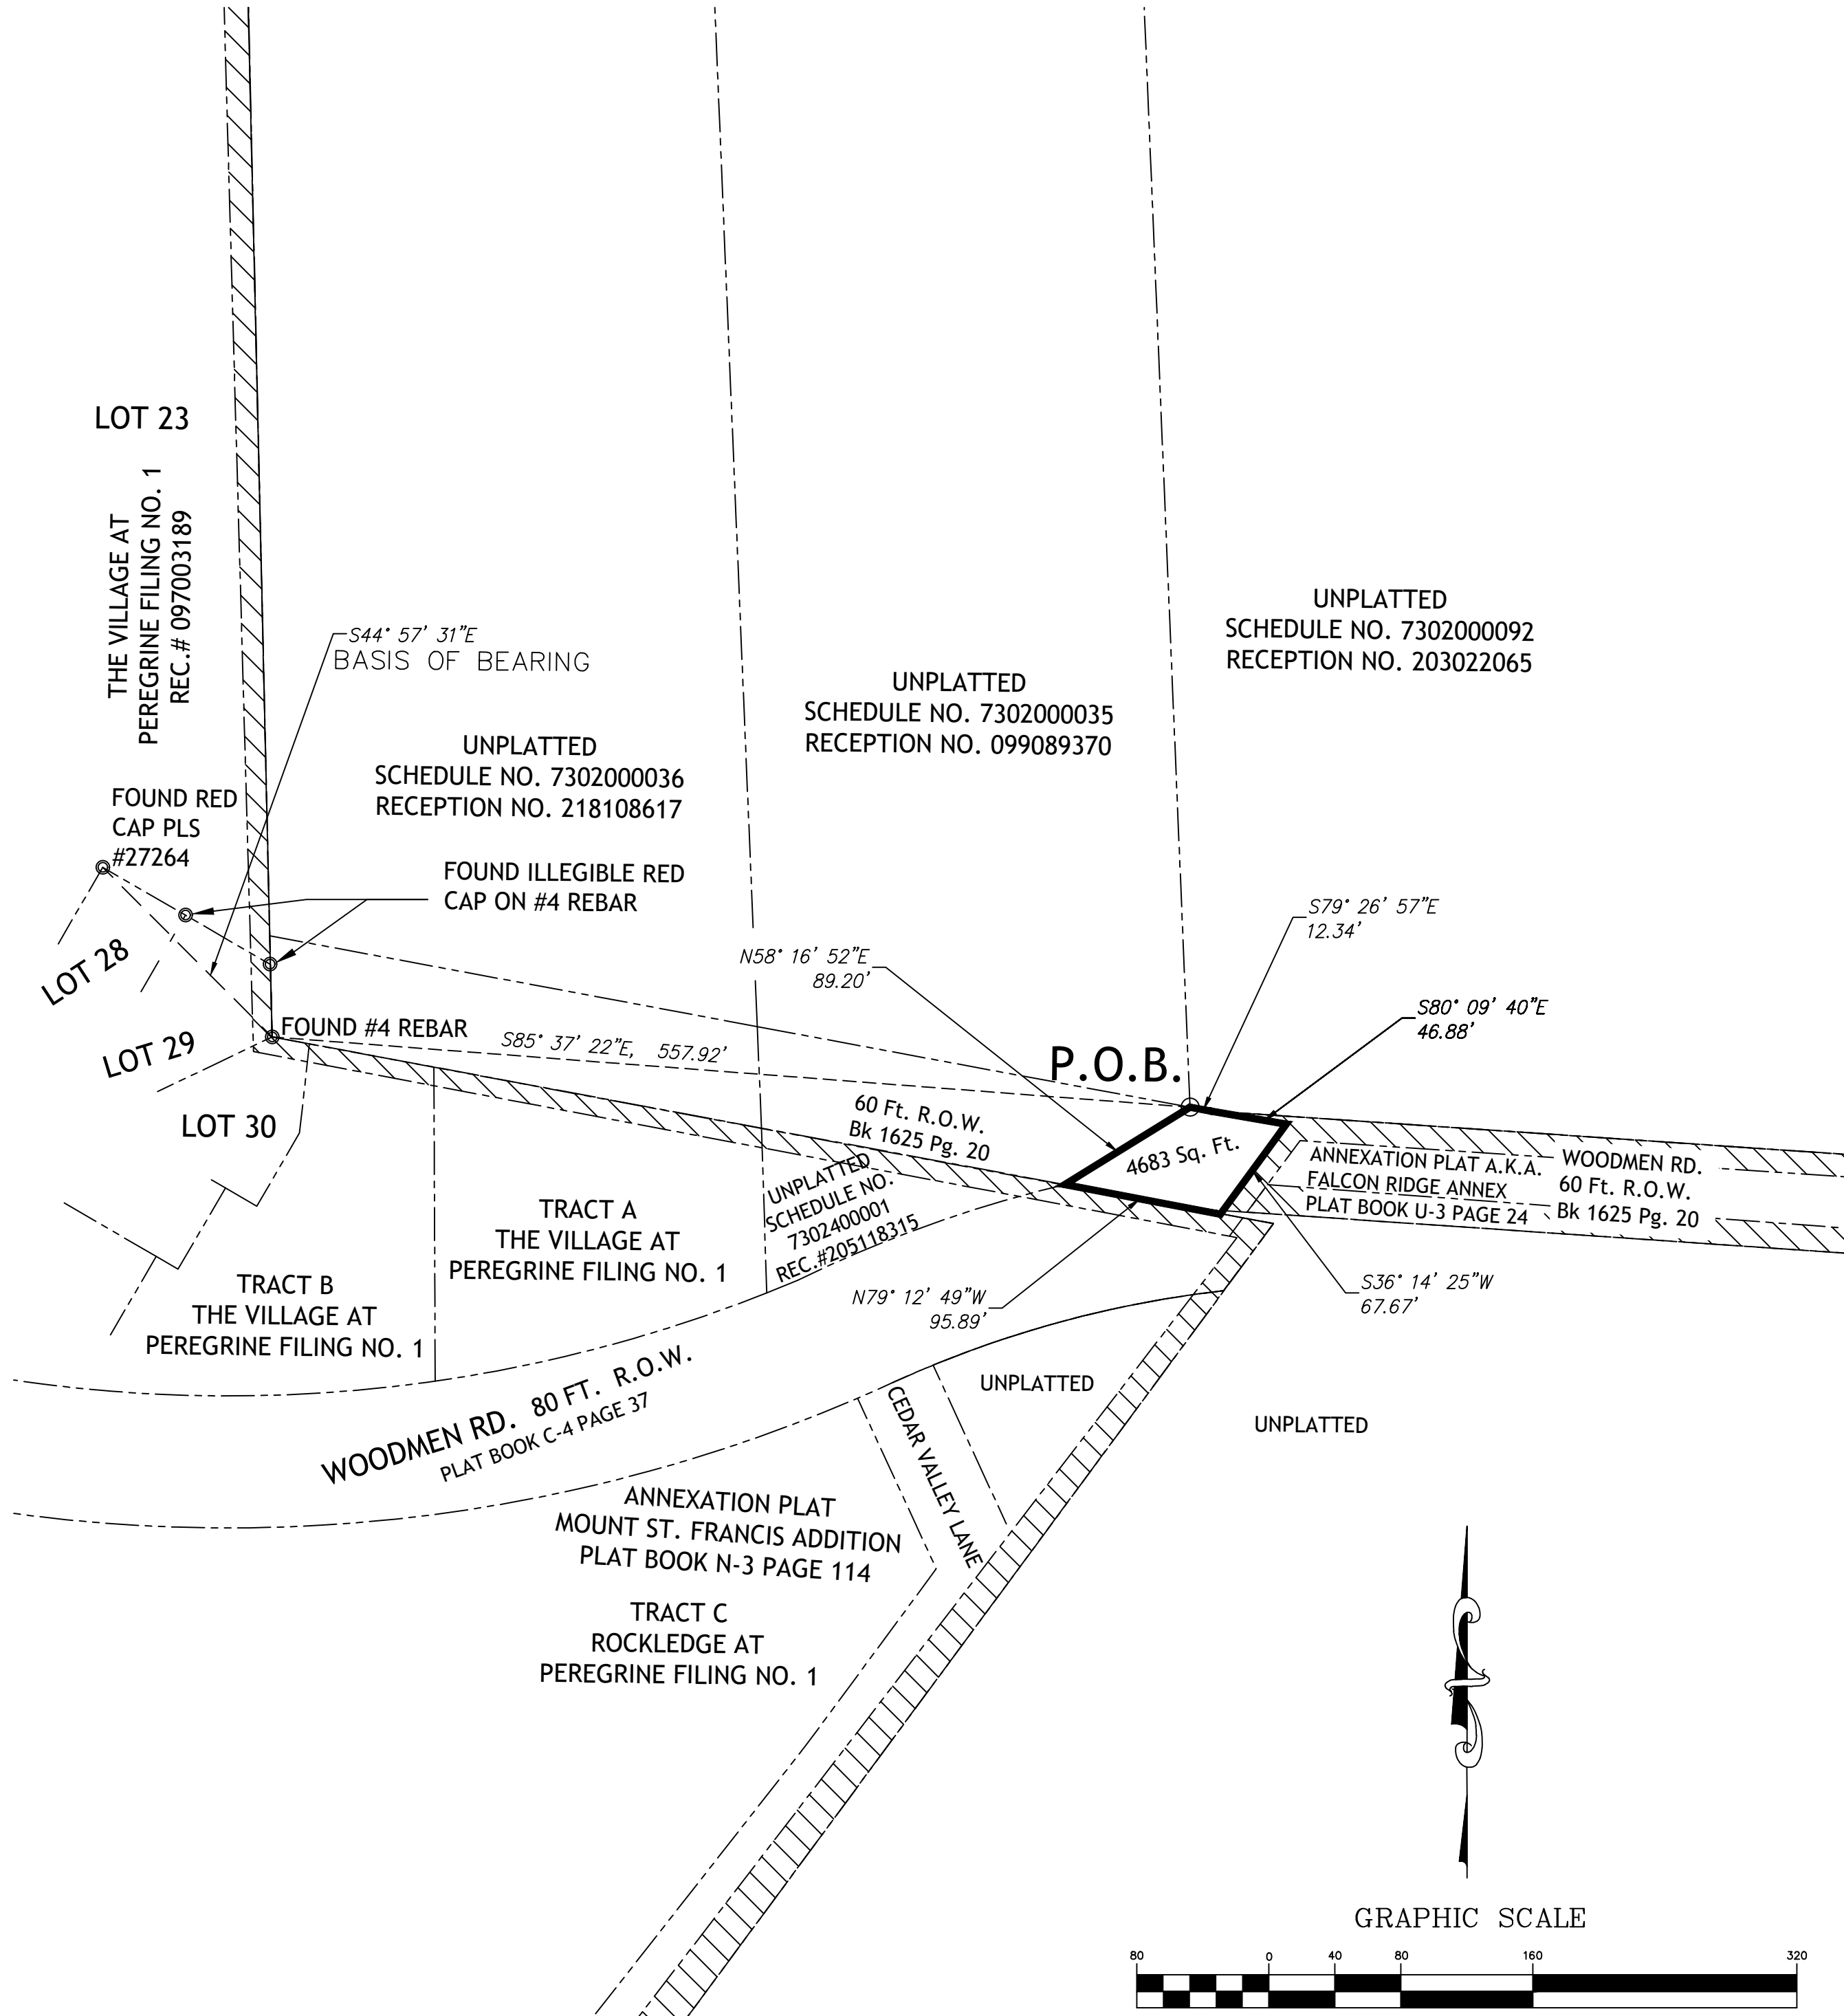 LOT 23
THE VILLAGE AT
PEREGRINE FILING NO. 1
REC.# 097003189
S44° 57' 31"E
BASIS OF BEARING
UNPLATTED
SCHEDULE NO. 7302000092
RECEPTION NO. 203022065
UNPLATTED
SCHEDULE NO. 7302000035
RECEPTION NO. 099089370
UNPLATTED
SCHEDULE NO. 7302000036
RECEPTION NO. 218108617
FOUND RED
CAP PLS
#27264
FOUND ILLEGIBLE RED
CAP ON #4 REBAR
LOT 28
S79° 26' 57"E
12.34'
N58° 16' 52"E
89.20'
S80° 09' 40"E
46.88'
FOUND #4 REBAR
LOT 29
S85° 37' 22"E, 557.92'
P.O.B.
LOT 30
60 Ft. R.O.W.
Bk 1625 Pg. 20
4683 Sq. Ft.
ANNEXATION PLAT A.K.A.
FALCON RIDGE ANNEX
PLAT BOOK U-3 PAGE 24
WOODMEN RD.
60 Ft. R.O.W.
Bk 1625 Pg. 20
UNPLATTED
SCHEDULE NO.
7302400001
REC.#205118315
TRACT A
THE VILLAGE AT
PEREGRINE FILING NO. 1
TRACT B
THE VILLAGE AT
PEREGRINE FILING NO. 1
N79° 12' 49"W
95.89'
S36° 14' 25"W
67.67'
WOODMEN RD. 80 FT. R.O.W.
PLAT BOOK C-4 PAGE 37
UNPLATTED
CEDAR VALLEY LANE
UNPLATTED
ANNEXATION PLAT
MOUNT ST. FRANCIS ADDITION
PLAT BOOK N-3 PAGE 114
TRACT C
ROCKLEDGE AT
PEREGRINE FILING NO. 1
GRAPHIC SCALE
80 0 40 80 160 320